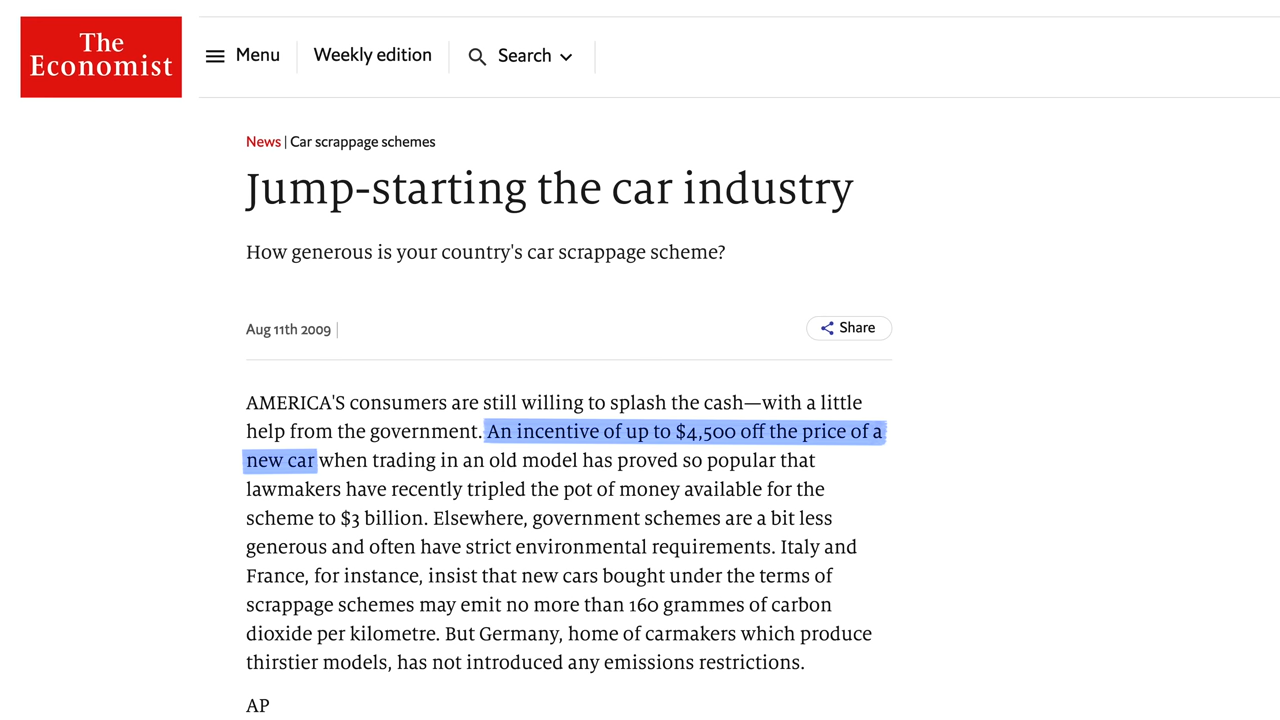 The
Economist
Menu
Weekly edition
Search
News | Car scrappage schemes
Jump-starting the car industry
How generous is your country's car scrappage scheme?
Aug 11th 2009 |
Share
AMERICA'S consumers are still willing to splash the cash—with a little
help from the government. An incentive of up to $4,500 off the price of a
new car when trading in an old model has proved so popular that
lawmakers have recently tripled the pot of money available for the
scheme to $3 billion. Elsewhere, government schemes are a bit less
generous and often have strict environmental requirements. Italy and
France, for instance, insist that new cars bought under the terms of
scrappage schemes may emit no more than 160 grammes of carbon
dioxide per kilometre. But Germany, home of carmakers which produce
thirstier models, has not introduced any emissions restrictions.
AP